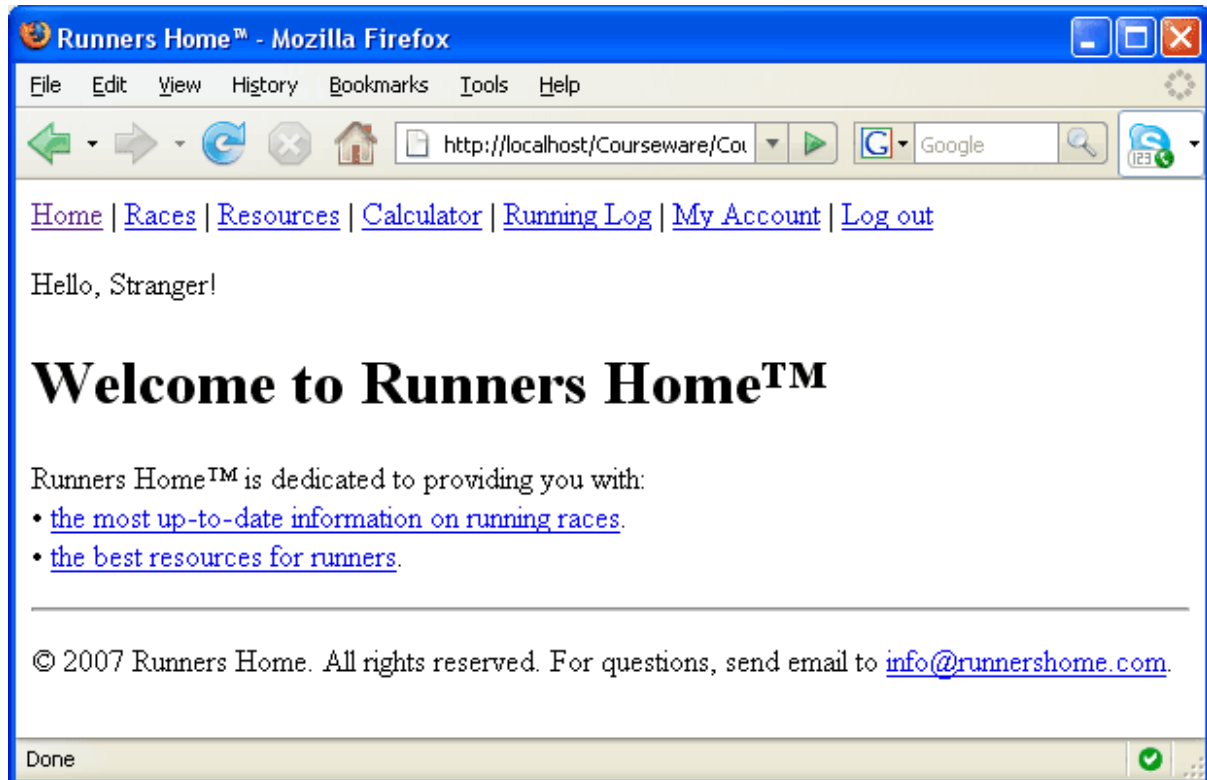 Runners Home™ - Mozilla Firefox
File Edit View History Bookmarks Tools Help
http://localhost/Courseware/Cou G Google 123
Home | Races | Resources | Calculator | Running Log | My Account | Log out
Hello, Stranger!
Welcome to Runners Home™
Runners Home™ is dedicated to providing you with:
• the most up-to-date information on running races.
• the best resources for runners.
© 2007 Runners Home. All rights reserved. For questions, send email to info@runnershome.com.
Done